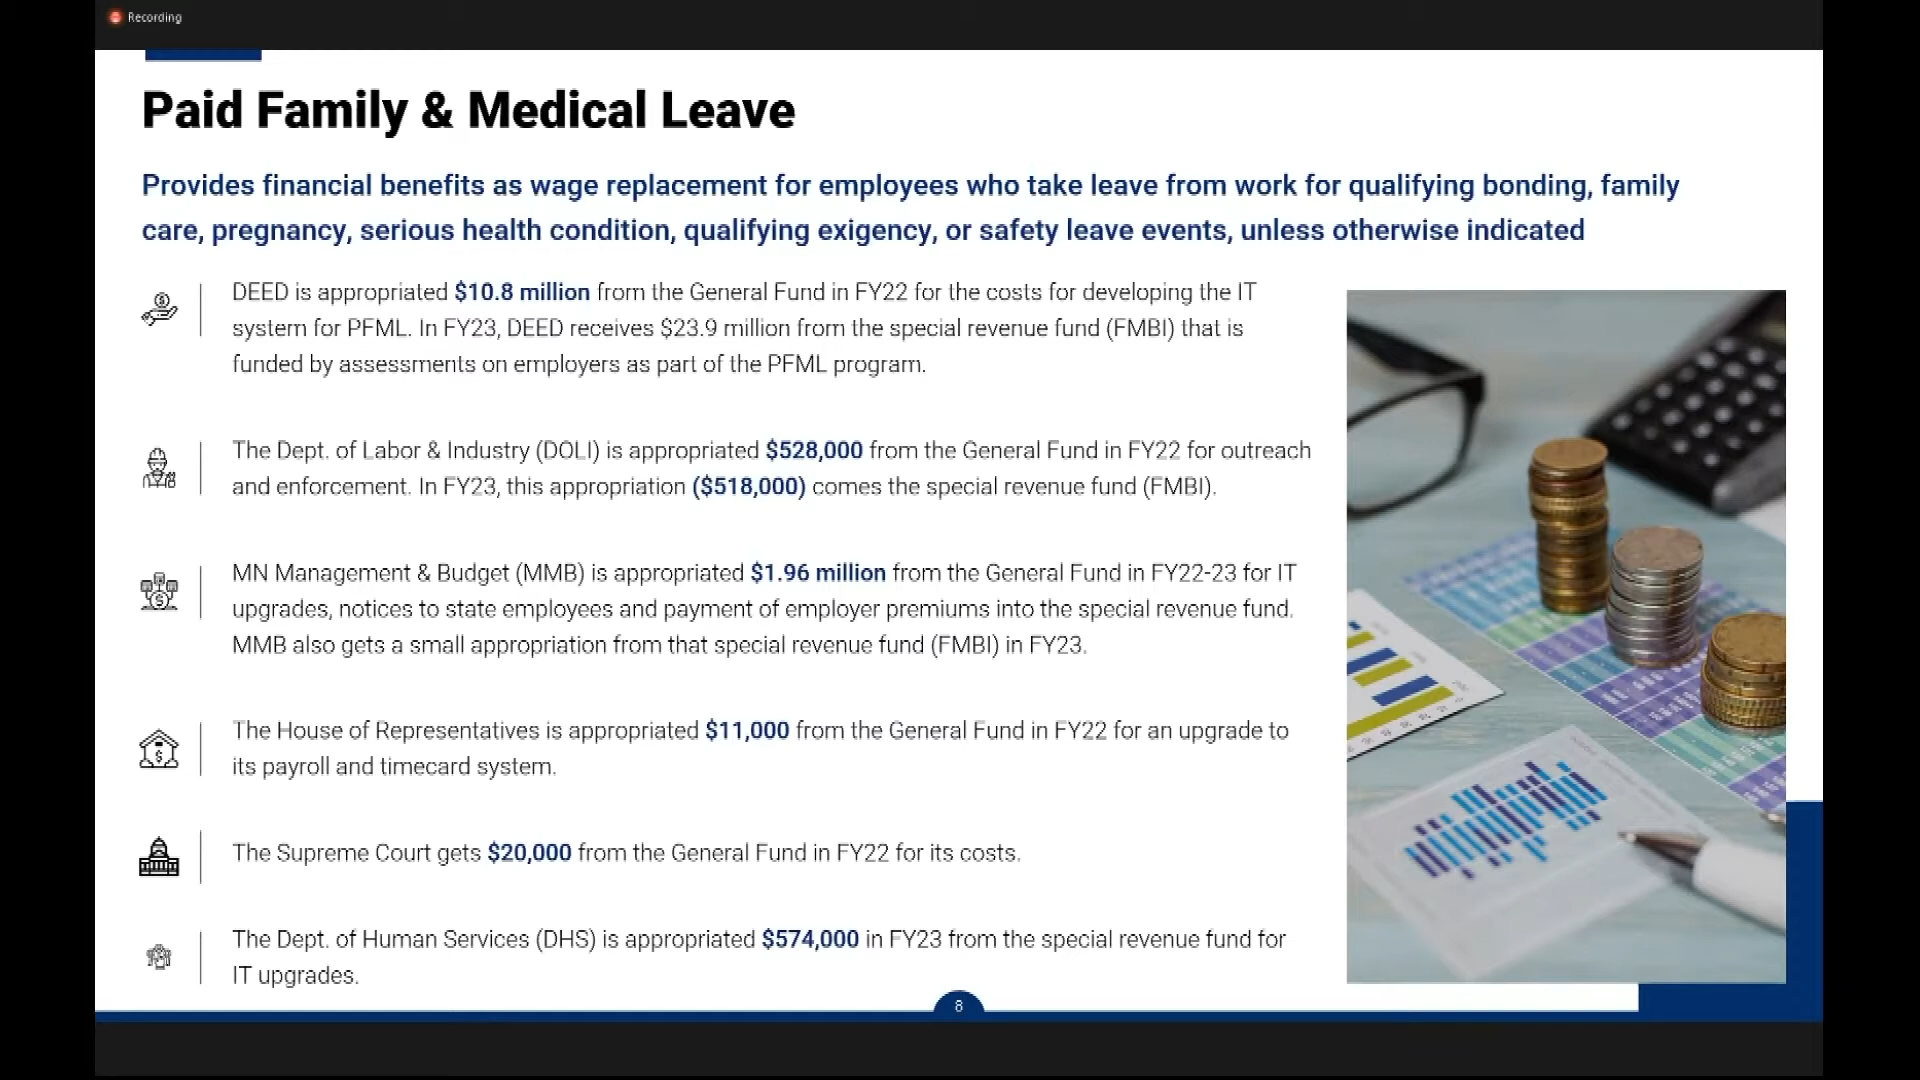 Recording
Paid Family & Medical Leave
Provides financial benefits as wage replacement for employees who take leave from work for qualifying bonding, family
care, pregnancy, serious health condition, qualifying exigency, or safety leave events, unless otherwise indicated
DEED is appropriated $10.8 million from the General Fund in FY22 for the costs for developing the IT
system for PFML. In FY23, DEED receives $23.9 million from the special revenue fund (FMBI) that is
funded by assessments on employers as part of the PFML program.
The Dept. of Labor & Industry (DOLI) is appropriated $528,000 from the General Fund in FY22 for outreach
and enforcement. In FY23, this appropriation ($518,000) comes the special revenue fund (FMBI).
MN Management & Budget (MMB) is appropriated $1.96 million from the General Fund in FY22-23 for IT
upgrades, notices to state employees and payment of employer premiums into the special revenue fund.
MMB also gets a small appropriation from that special revenue fund (FMBI) in FY23.
The House of Representatives is appropriated $11,000 from the General Fund in FY22 for an upgrade to
its payroll and timecard system.
The Supreme Court gets $20,000 from the General Fund in FY22 for its costs.
The Dept. of Human Services (DHS) is appropriated $574,000 in FY23 from the special revenue fund for
IT upgrades.
8